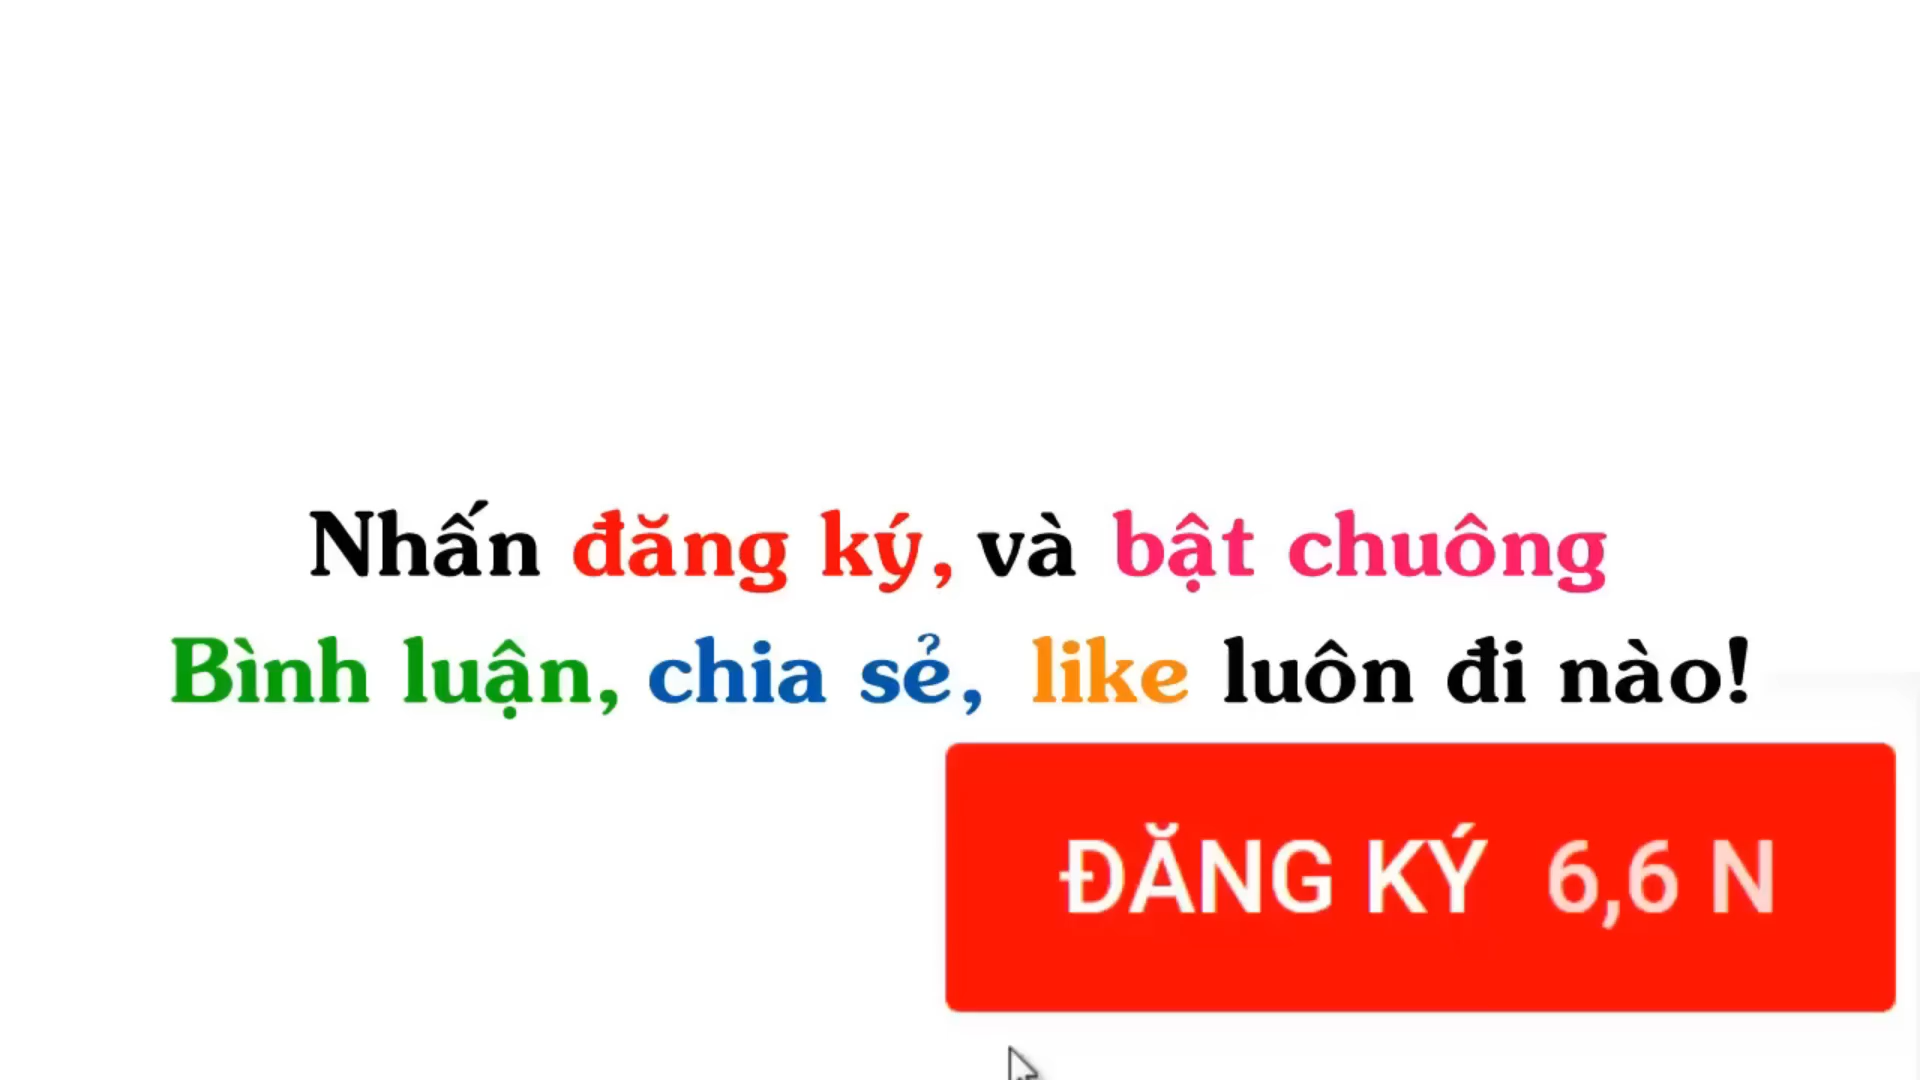 Nhấn đăng ký, và bật chuông
Bình luận, chia sẻ, like luôn đi nào!
ĐĂNG KÝ 6,6 N